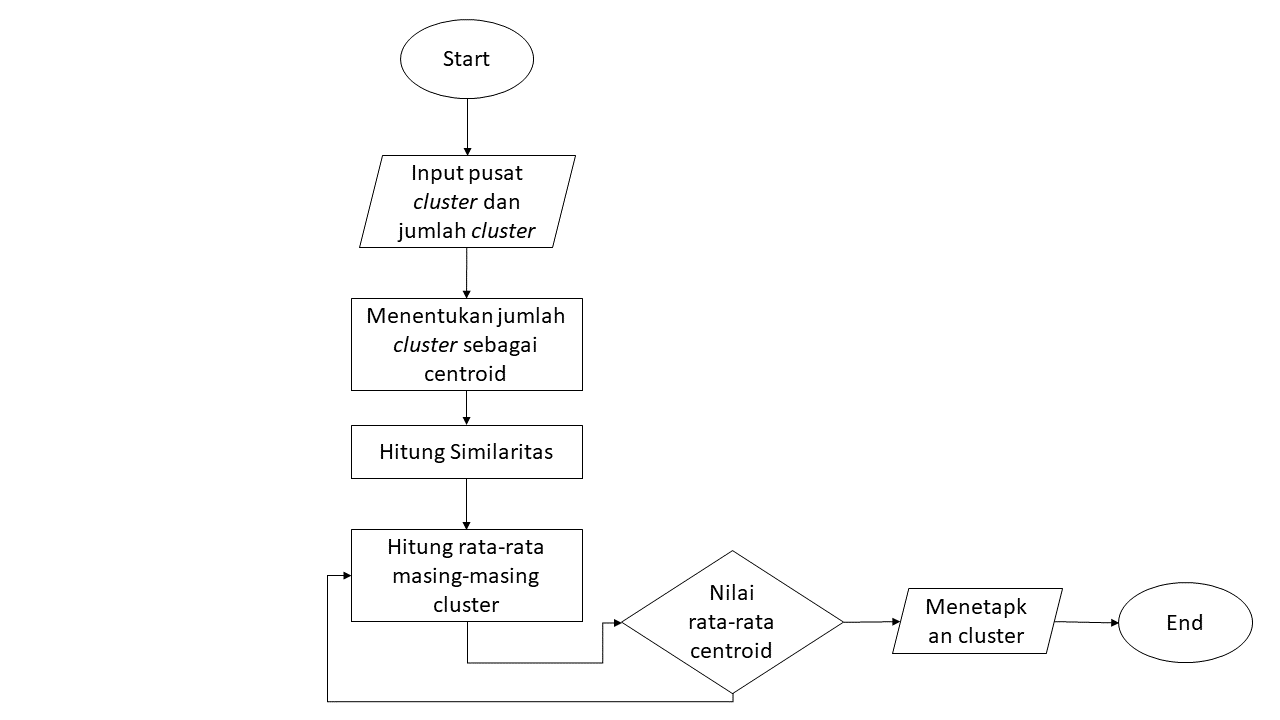 Start
Input pusat
cluster dan
jumlah cluster
Menentukan jumlah
cluster sebagai
centroid
Hitung Similaritas
Hitung rata-rata
masing-masing
cluster
Nilai
rata-rata
centroid
Menetapk
an cluster
End